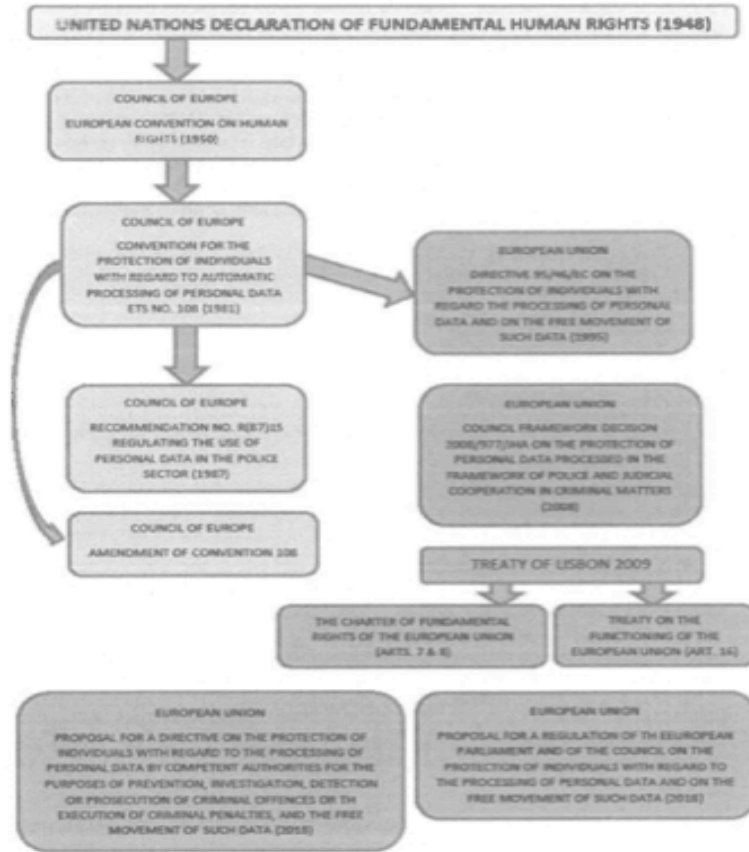 UNITED NATIONS DECLARATION OF FUNDAMENTAL HUMAN RIGHTS (1948)
COUNCIL OF EUROPE
EUROPEAN CONVENTION ON HUMAN
RIGHTS (1950)
COUNCIL OF EUROPE
CONVENTION FOR THE
PROTECTION OF INDIVIDUALS
WITH REGARD TO AUTOMATIC
PROCESSING OF PERSONAL DATA
ETS NO. 108 (1981)
EUROPEAN UNION
DIRECTIVE 95/46/EC ON THE
PROTECTION OF INDIVIDUALS WITH
REGARD THE PROCESSING OF PERSONAL
DATA AND ON THE FREE MOVEMENT OF
SUCH DATA (1995)
COUNCIL OF EUROPE
RECOMMENDATION NO. R(87)15
REGULATING THE USE OF
PERSONAL DATA IN THE POLICE
SECTOR (1987)
EUROPEAN UNION
COUNCIL FRAMEWORK DECISION
2008/977/JHA ON THE PROTECTION OF
PERSONAL DATA PROCESSED IN THE
FRAMEWORK OF POLICE AND JUDICIAL
COOPERATION IN CRIMINAL MATTERS
(2008)
COUNCIL OF EUROPE
AMENDMENT OF CONVENTION 108
TREATY OF LISBOIN 2009
THE CHARTER OF FUNDAMENTAL
RIGHTS OF THE EUROPEAN UNION
(ARTS. 7 & 8)
TREATY ON THE
FUNCTIONING OF THE
EUROPEAN UNION (ART. 16)
EUROPEAN UNION
PROPOSAL FOR A DIRECTIVE ON THE PROTECTION OF
INDIVIDUALS WITH REGARD TO THE PROCESSING OF
PERSONAL DATA BY COMPETENT AUTHORITIES FOR THE
PURPOSES OF PREVENTION, INVESTIGATION, DETECTION
OR PROSECUTION OF CRIMINAL OFFENCES OR TH
EXECUTION OF CRIMINAL PENALTIES, AND THE FREE
MOVEMENT OF SUCH DATA (2018)
EUROPEAN UNION
PROPOSAL FOR A REGULATION OF TH EEUROPEAN
PARLIAMENT AND OF THE COUNCIL ON THE
PROTECTION OF INDIVIDUALS WITH REGARD TO
THE PROCESSING OF PERSONAL DATA AND ON THE
FREE MOVEMENT OF SUCH DATA (2018)